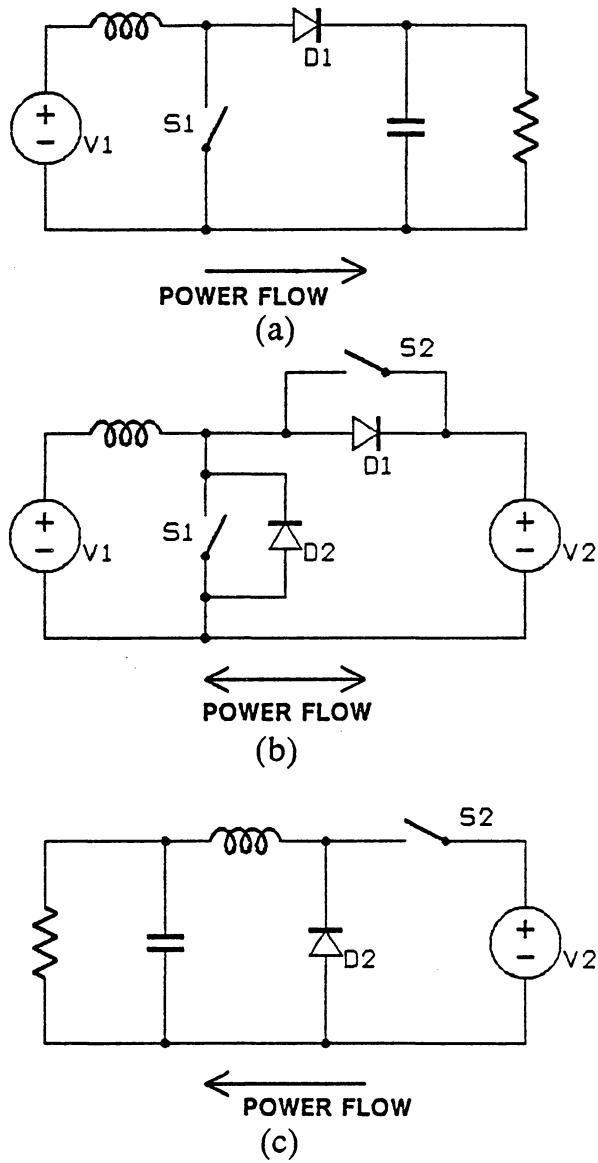 D1
S1
+
-
V1
POWER FLOW
(a)
S2
D1
+
-
V1
S1
D2
+
-
V2
POWER FLOW
(b)
S2
+
-
D2
V2
POWER FLOW
(c)